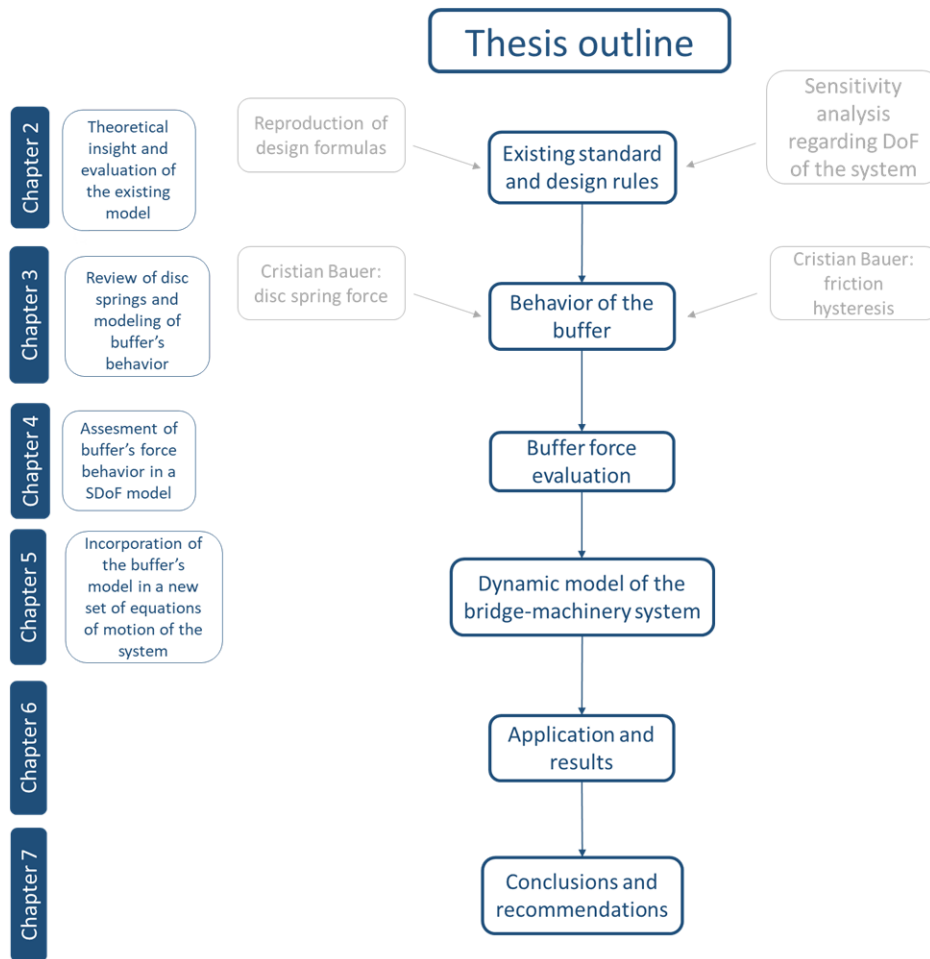 Thesis outline
Chapter 2
Theoretical
insight and
evaluation of
the existing
model
Reproduction of
design formulas
Existing standard
and design rules
Sensitivity
analysis
regarding DoF
of the system
Chapter 3
Review of disc
springs and
modeling of
buffer’s
behavior
Cristian Bauer:
disc spring force
Behavior of the
buffer
Cristian Bauer:
friction
hysteresis
Chapter 4
Assesment of
buffer’s force
behavior in a
SDoF model
Buffer force
evaluation
Chapter 5
Incorporation of
the buffer’s
model in a new
set of equations
of motion of the
system
Dynamic model of the
bridge-machinery system
Chapter 6
Application and
results
Chapter 7
Conclusions and
recommendations